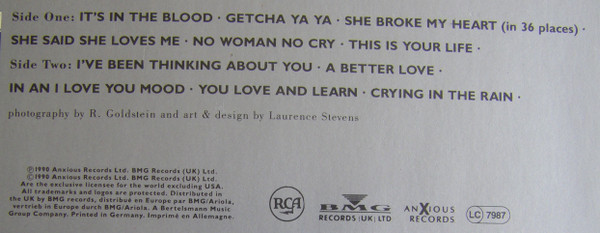 Side One: IT'S IN THE BLOOD · GETCHA YA YA · SHE BROKE MY HEART (in 36 places) ·
SHE SAID SHE LOVES ME · NO WOMAN NO CRY · THIS IS YOUR LIFE ·
Side Two: I'VE BEEN THINKING ABOUT YOU · A BETTER LOVE ·
IN AN I LOVE YOU MOOD · YOU LOVE AND LEARN · CRYING IN THE RAIN ·
photography by R. Goldstein and art & design by Laurence Stevens
℗1990 Anxious Records Ltd. BMG Records (UK) Ltd.
©1990 Anxious Records Ltd. BMG Records (UK) Ltd.
Are the exclusive licensee for the world excluding USA.
All trademarks and logos are protected. Distributed in
the UK by BMG records, distribué en Europe par BMG/Ariola,
vertrieb in Europe durch BMG/Ariola. A Bertelsmann Music
Group Company. Printed in Germany. Imprimé en Allemagne.
RCA
BMG
RECORDS (UK) LTD
ANXIOUS
RECORDS
LC 7987